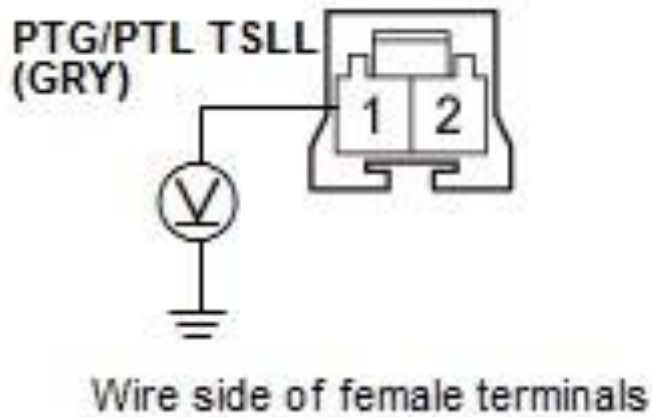 PTG/PTL TSLL
(GRY)
1 2
V
Wire side of female terminals